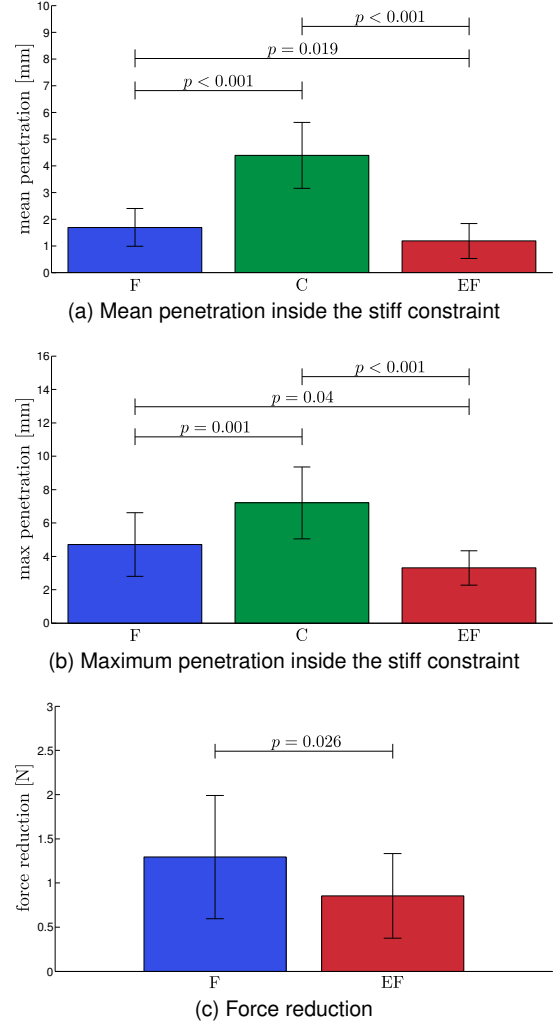 10
9
8
7
6
5
4
3
2
1
0
mean penetration [mm]
p < 0.001
p = 0.019
p < 0.001
F C EF
(a) Mean penetration inside the stiff constraint
16
14
12
10
8
6
4
2
0
max penetration [mm]
p < 0.001
p = 0.04
p = 0.001
F C EF
(b) Maximum penetration inside the stiff constraint
3
2.5
2
1.5
1
0.5
0
force reduction [N]
p = 0.026
F EF
(c) Force reduction